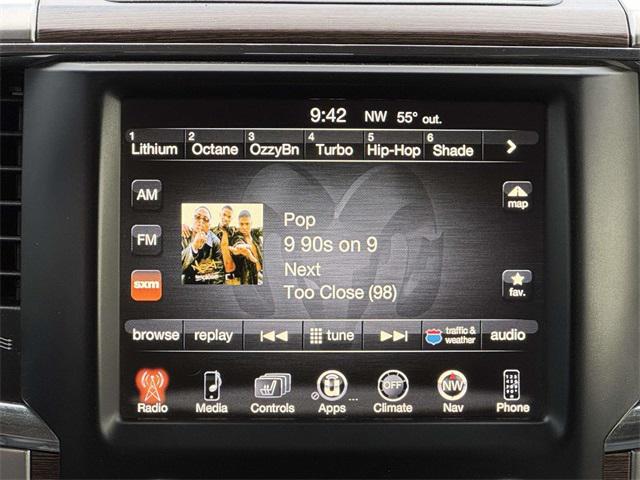 9:42 NW 55° out.
1 2 3 4 5 6
Lithium Octane OzzyBn Turbo Hip-Hop Shade
AM
FM
sxm
Pop
9 90s on 9
Next
Too Close (98)
map
fav.
browse replay tune traffic & weather audio
OFF NW
Radio Media Controls Apps Climate Nav Phone